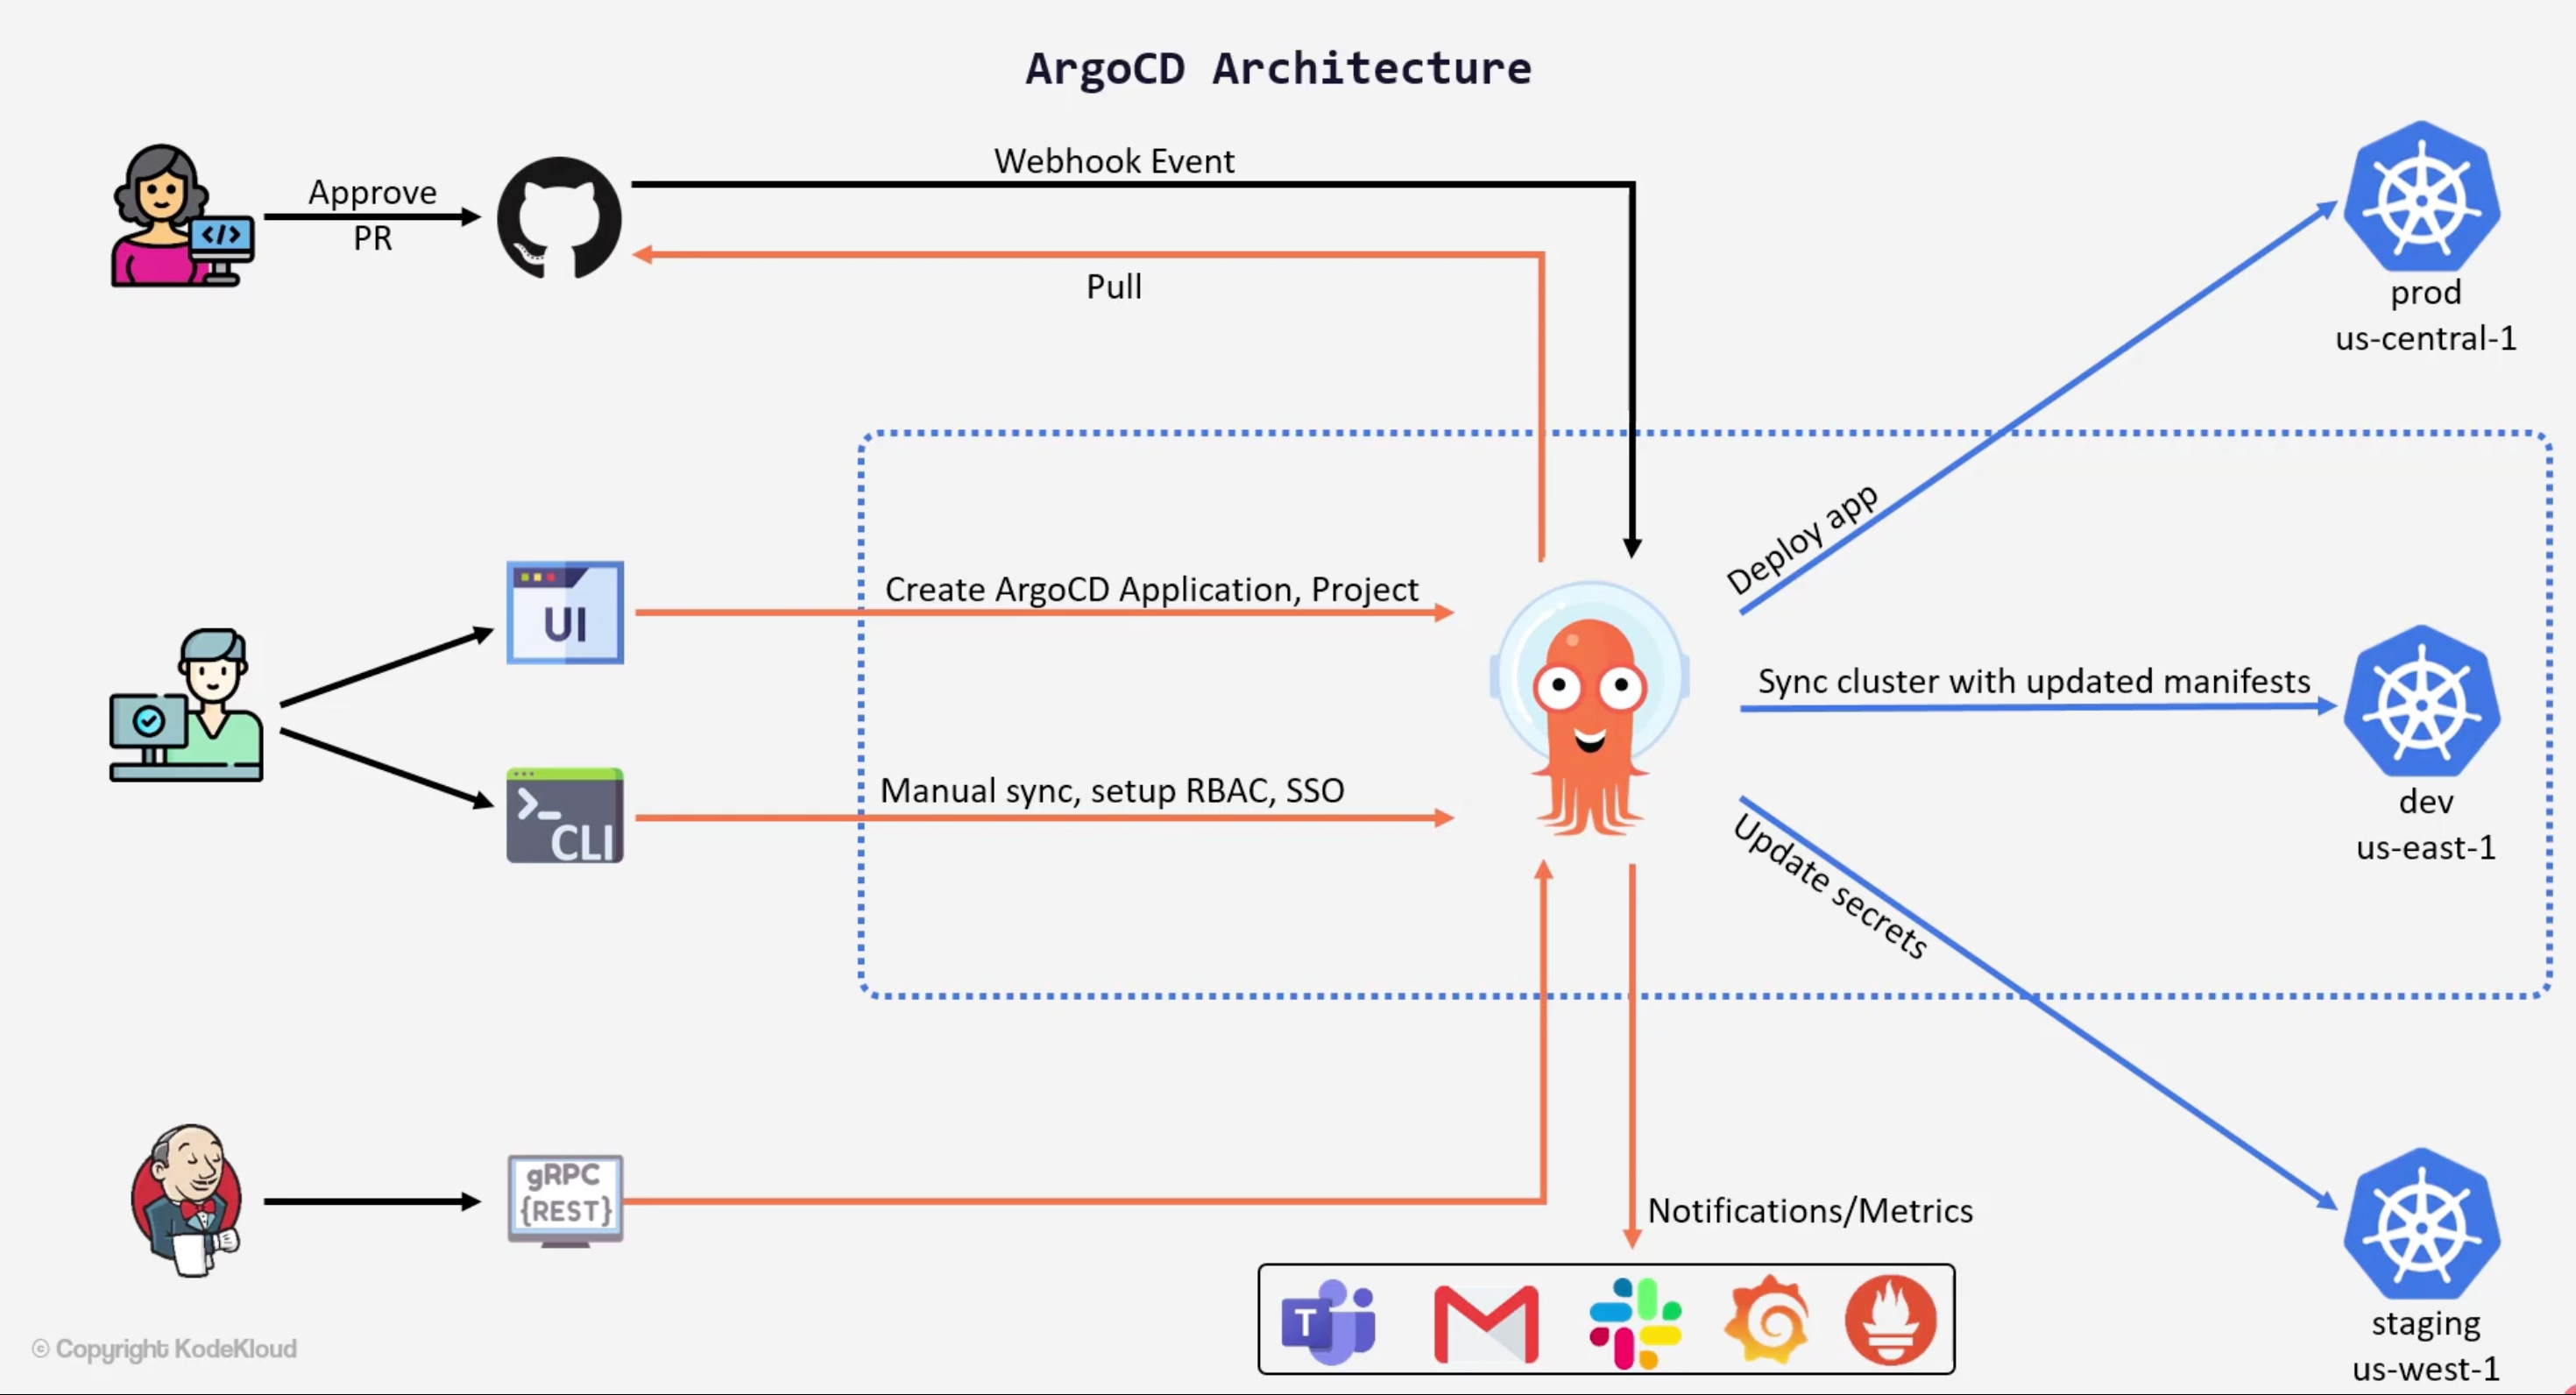 ArgoCD Architecture
Approve
PR
Webhook Event
Pull
prod
us-central-1
Deploy app
UI
Create ArgoCD Application, Project
Sync cluster with updated manifests
dev
us-east-1
>_
CLI
Manual sync, setup RBAC, SSO
Update secrets
gRPC
{REST}
Notifications/Metrics
T
staging
us-west-1
</>
© Copyright KodeKloud